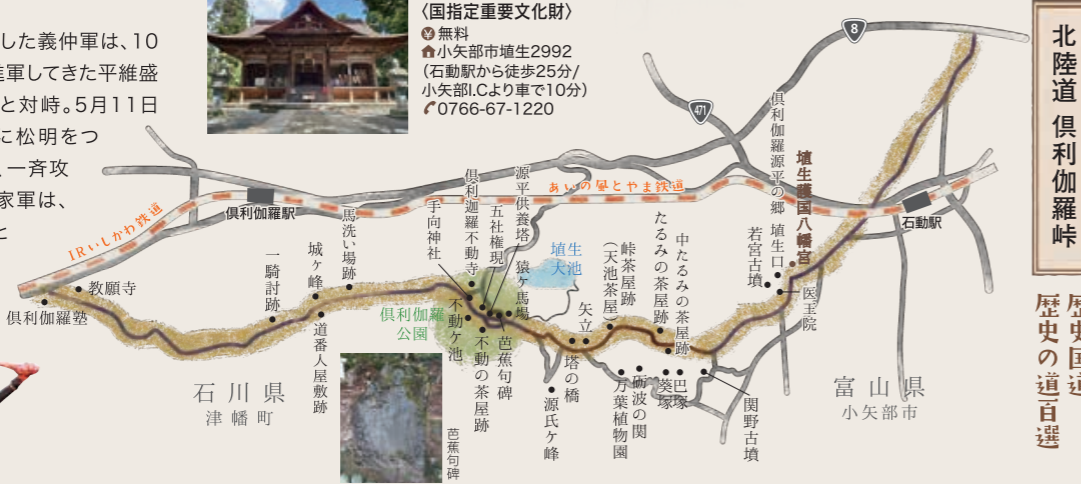 北陸道 倶利伽羅峠
歴史国道
歴史の道百選
した義仲軍は、10
進軍してきた平維盛
と対峙。5月11日
に松明をつ
、一斉攻
家軍は、
と
〈国指定重要文化財〉
無料
小矢部市埴生2992
(石動駅から徒歩25分/
小矢部I.Cより車で10分)
0766-67-1220
8
471
IRいしかわ鉄道
あいの風とやま鉄道
倶利伽羅駅
石動駅
倶利伽羅塾
教願寺
一騎討跡
城ヶ峰
道番人屋敷跡
馬洗い場跡
倶利伽羅公園
手向神社
倶利迦羅不動寺
五社権現
源平供養塔
猿ヶ馬場
不動ケ池
不動の茶屋跡
芭蕉句碑
埴生大池
塔の橋
矢立
源氏ケ峰
峠茶屋跡
(天池茶屋)
万葉植物園
砺波の関
たるみの茶屋跡
中たるみの茶屋跡
葵塚
巴塚
関野古墳
若宮古墳
倶利伽羅源平の郷 埴生口
埴生護国八幡宮
医王院
石川県
津幡町
富山県
小矢部市
芭蕉句碑